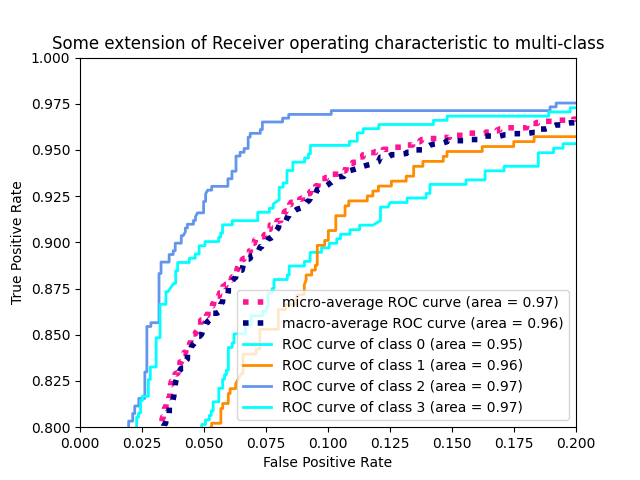 Some extension of Receiver operating characteristic to multi-class
1.000
0.975
0.950
0.925
0.900
0.875
0.850
0.825
0.800
True Positive Rate
micro-average ROC curve (area = 0.97)
macro-average ROC curve (area = 0.96)
ROC curve of class 0 (area = 0.95)
ROC curve of class 1 (area = 0.96)
ROC curve of class 2 (area = 0.97)
ROC curve of class 3 (area = 0.97)
0.000 0.025 0.050 0.075 0.100 0.125 0.150 0.175 0.200
False Positive Rate